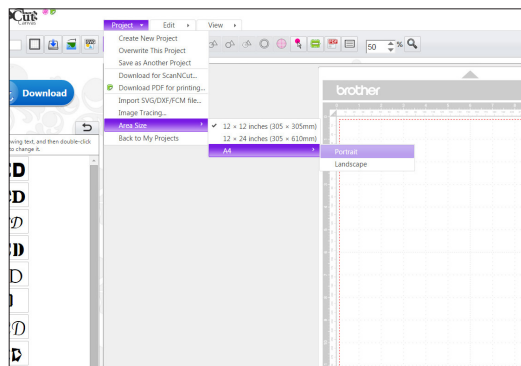 Cut
Canvas
Project
Edit
View
Create New Project
Overwrite This Project
Save as Another Project
Download for ScanNCut...
Download PDF for printing...
Import SVG/DXF/FCM file...
Image Tracing...
Area Size
Back to My Projects
12 × 12 inches (305 × 305mm)
12 × 24 inches (305 × 610mm)
A4
Portrait
Landscape
50 %
Download
brother
wing text, and then double-click
to change it.
D
D
D
D
D
D